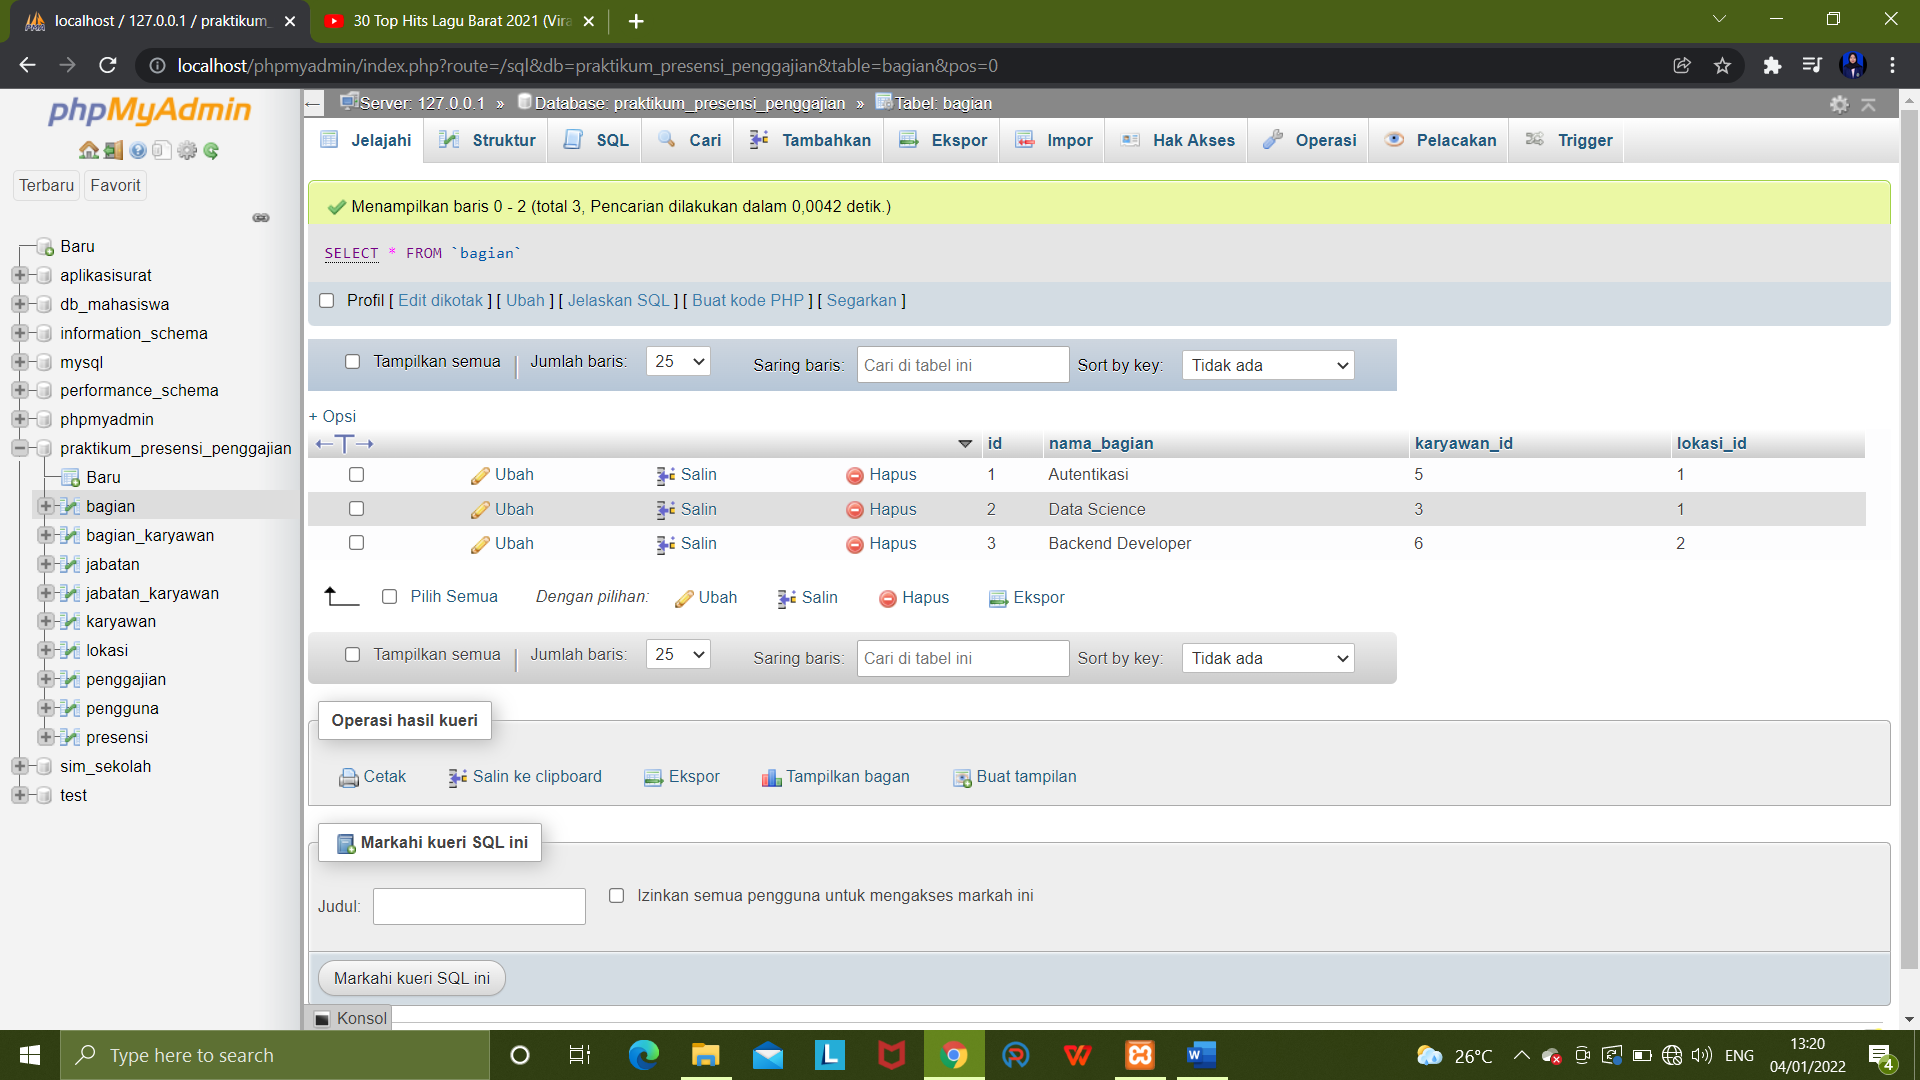 localhost / 127.0.0.1 / praktikum_
30 Top Hits Lagu Barat 2021 (Vira
localhost/phpmyadmin/index.php?route=/sql&db=praktikum_presensi_penggajian&table=bagian&pos=0
phpMyAdmin
Terbaru Favorit
Baru
aplikasisurat
db_mahasiswa
information_schema
mysql
performance_schema
phpmyadmin
praktikum_presensi_penggajian
Baru
bagian
bagian_karyawan
jabatan
jabatan_karyawan
karyawan
lokasi
penggajian
pengguna
presensi
sim_sekolah
test
Server: 127.0.0.1 » Database: praktikum_presensi_penggajian » Tabel: bagian
Jelajahi Struktur SQL Cari Tambahkan Ekspor Impor Hak Akses Operasi Pelacakan Trigger
Menampilkan baris 0 - 2 (total 3, Pencarian dilakukan dalam 0,0042 detik.)
SELECT * FROM `bagian`
Profil [ Edit dikotak ] [ Ubah ] [ Jelaskan SQL ] [ Buat kode PHP ] [ Segarkan ]
Tampilkan semua Jumlah baris: 25 Saring baris: Cari di tabel ini Sort by key: Tidak ada
+ Opsi
id nama_bagian karyawan_id lokasi_id
Ubah Salin Hapus 1 Autentikasi 5 1
Ubah Salin Hapus 2 Data Science 3 1
Ubah Salin Hapus 3 Backend Developer 6 2
Pilih Semua Dengan pilihan: Ubah Salin Hapus Ekspor
Tampilkan semua Jumlah baris: 25 Saring baris: Cari di tabel ini Sort by key: Tidak ada
Operasi hasil kueri
Cetak Salin ke clipboard Ekspor Tampilkan bagan Buat tampilan
Markahi kueri SQL ini
Judul: Izinkan semua pengguna untuk mengakses markah ini
Markahi kueri SQL ini
Konsol
Type here to search
26°C ENG 13:20
04/01/2022
4